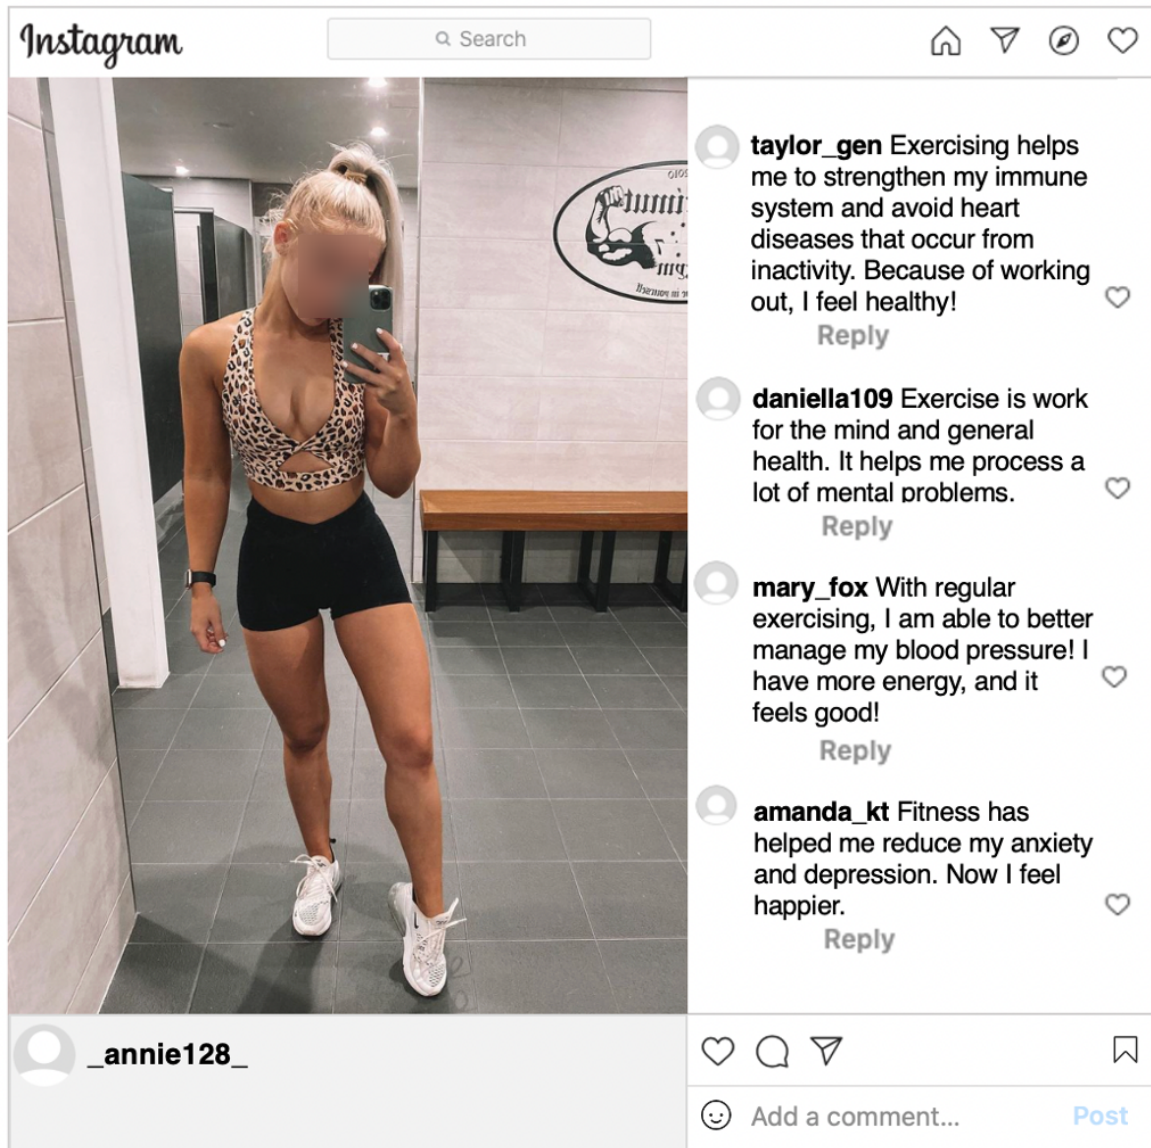 Instagram
Search
taylor_gen Exercising helps
me to strengthen my immune
system and avoid heart
diseases that occur from
inactivity. Because of working
out, I feel healthy!
Reply
daniella109 Exercise is work
for the mind and general
health. It helps me process a
lot of mental problems.
Reply
mary_fox With regular
exercising, I am able to better
manage my blood pressure! I
have more energy, and it
feels good!
Reply
amanda_kt Fitness has
helped me reduce my anxiety
and depression. Now I feel
happier.
Reply
_annie128_
Add a comment...
Post